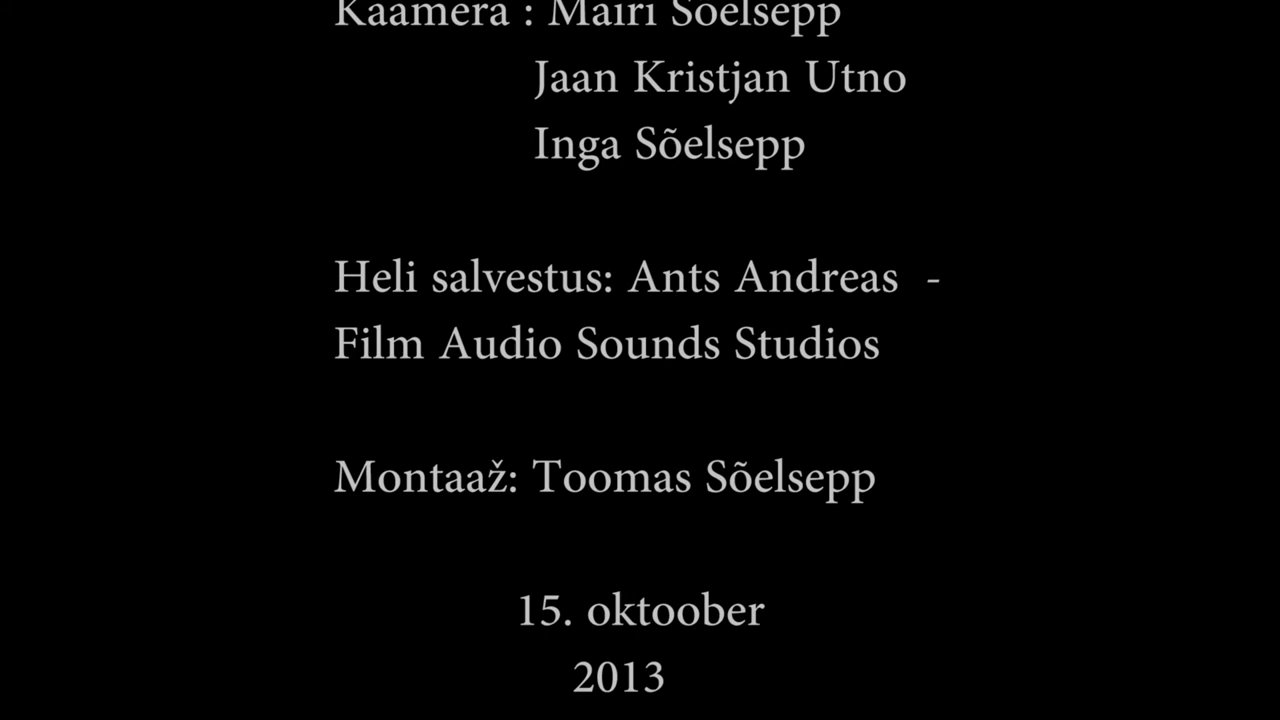 Kaamera : Mairi Sõelsepp
Jaan Kristjan Utno
Inga Sõelsepp
Heli salvestus: Ants Andreas -
Film Audio Sounds Studios
Montaaž: Toomas Sõelsepp
15. oktoober
2013